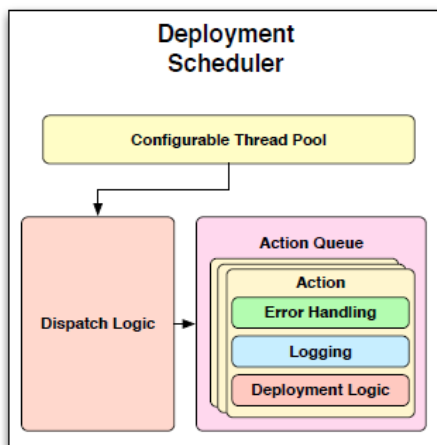 Deployment
Scheduler
Configurable Thread Pool
Dispatch Logic
Action Queue
Action
Error Handling
Logging
Deployment Logic